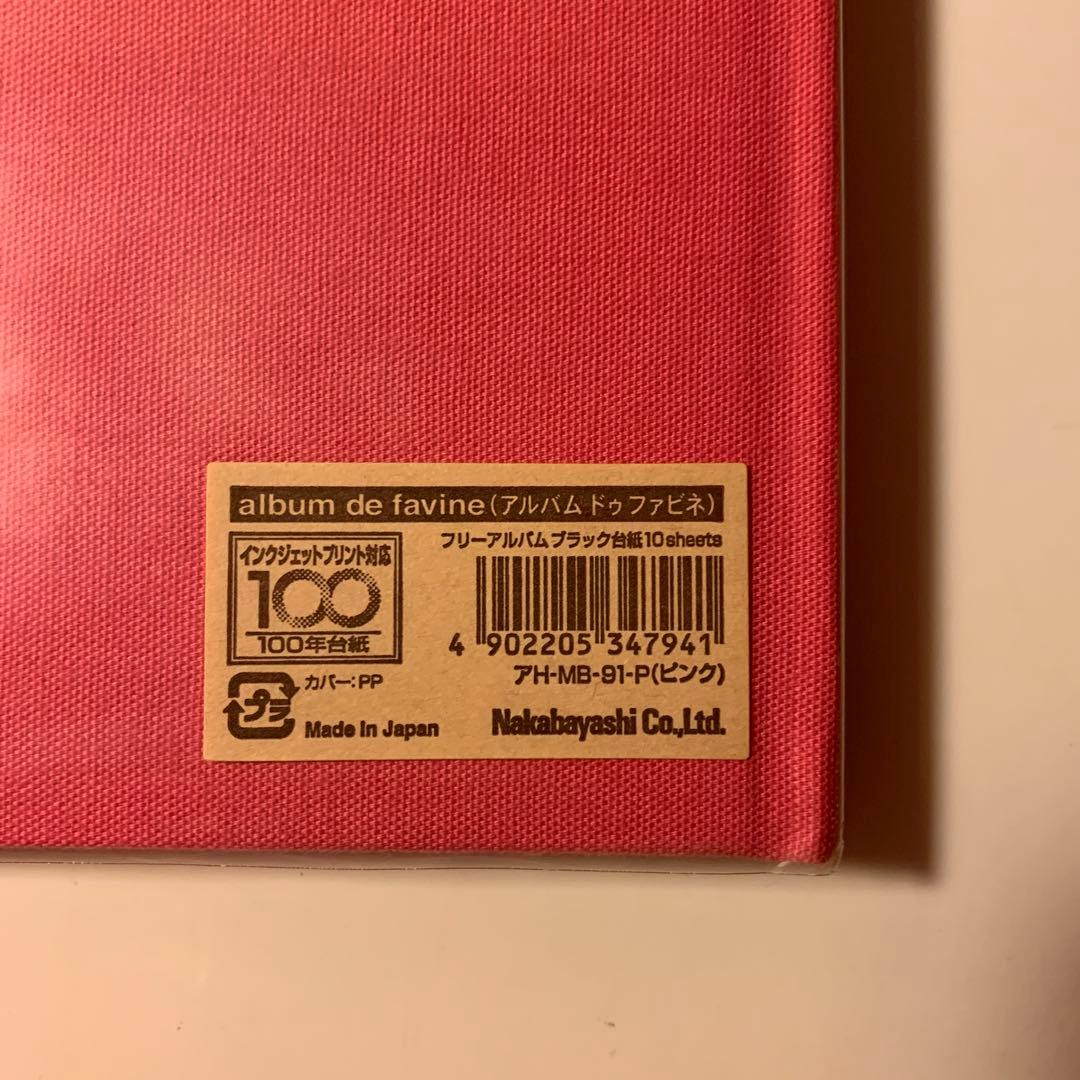 album de favine(アルバム ドゥ ファビネ)
フリーアルバム ブラック台紙10sheets
インクジェットプリント対応
100
100年台紙
4 902205 347941
アH-MB-91-P(ピンク)
プラ
カバー:PP
Made in Japan
Nakabayashi Co.,Ltd.